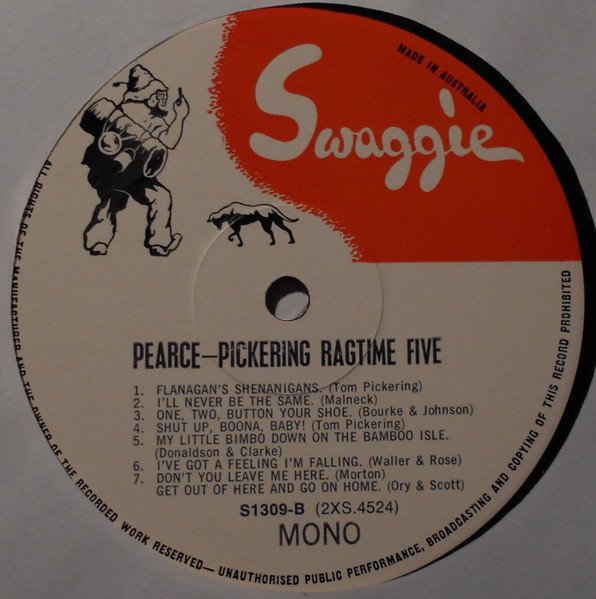 Swaggie
MADE IN AUSTRALIA
PEARCE—PICKERING RAGTIME FIVE
1. FLANAGAN'S SHENANIGANS. (Tom Pickering)
2. I'LL NEVER BE THE SAME. (Malneck)
3. ONE, TWO, BUTTON YOUR SHOE. (Bourke & Johnson)
4. SHUT UP, BOONA, BABY! (Tom Pickering)
5. MY LITTLE BIMBO DOWN ON THE BAMBOO ISLE.
(Donaldson & Clarke)
6. I'VE GOT A FEELING I'M FALLING. (Waller & Rose)
7. DON'T YOU LEAVE ME HERE. (Morton)
GET OUT OF HERE AND GO ON HOME. (Ory & Scott)
S1309-B (2XS.4524)
MONO
ALL RIGHTS OF THE MANUFACTURER AND THE OWNER OF THE RECORDED WORK RESERVED— UNAUTHORISED PUBLIC PERFORMANCE, BROADCASTING AND COPYING OF THIS RECORD PROHIBITED